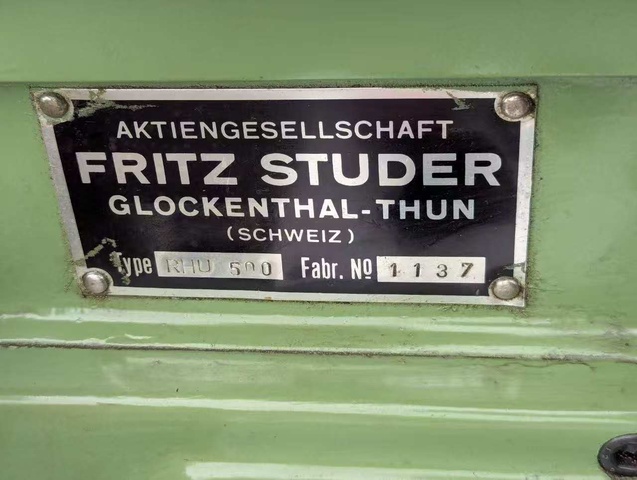 AKTIENGESELLSCHAFT
FRITZ STUDER
GLOCKENTHAL-THUN
(SCHWEIZ)
Type RHU 500 Fabr. Nº 1137